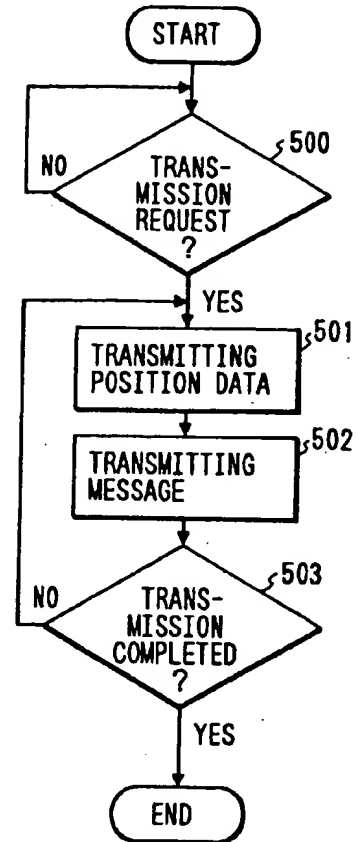 START
500
NO
TRANS-
MISSION
REQUEST
?
YES
501
TRANSMITTING
POSITION DATA
502
TRANSMITTING
MESSAGE
503
NO
TRANS-
MISSION
COMPLETED
?
YES
END